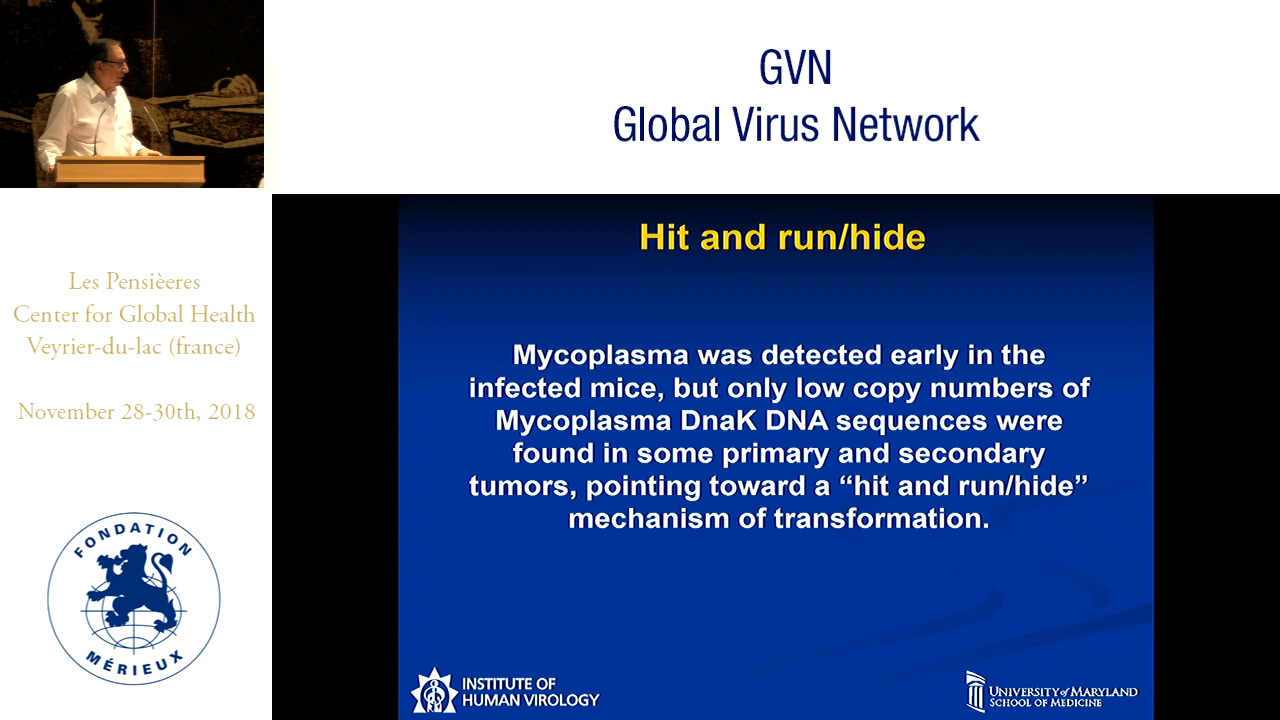 GVN
Global Virus Network
Les Pensièeres
Center for Global Health
Veyrier-du-lac (france)
November 28-30th, 2018
Hit and run/hide
Mycoplasma was detected early in the
infected mice, but only low copy numbers of
Mycoplasma DnaK DNA sequences were
found in some primary and secondary
tumors, pointing toward a “hit and run/hide”
mechanism of transformation.
FONDATION
MÉRIEUX
INSTITUTE OF
HUMAN VIROLOGY
UNIVERSITY of MARYLAND
SCHOOL OF MEDICINE